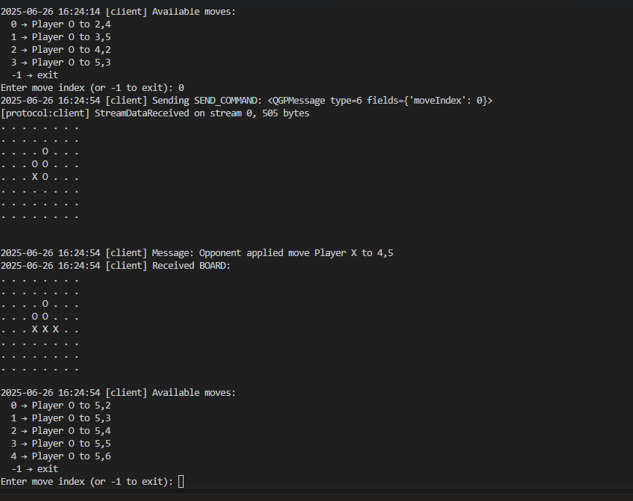 2025-06-26 16:24:14 [client] Available moves:
  0 → Player O to 2,4
  1 → Player O to 3,5
  2 → Player O to 4,2
  3 → Player O to 5,3
  -1 → exit
Enter move index (or -1 to exit): 0
2025-06-26 16:24:54 [client] Sending SEND_COMMAND: <QGPMessage type=6 fields={'moveIndex': 0}>
[protocol:client] StreamDataReceived on stream 0, 505 bytes
. . . . . . . .
. . . . . . . .
. . . . O . . .
. . . O O . . .
. . . X O . . .
. . . . . . . .
. . . . . . . .
. . . . . . . .
2025-06-26 16:24:54 [client] Message: Opponent applied move Player X to 4,5
2025-06-26 16:24:54 [client] Received BOARD:
. . . . . . . .
. . . . . . . .
. . . . O . . .
. . . O O . . .
. . . X X X . .
. . . . . . . .
. . . . . . . .
. . . . . . . .
2025-06-26 16:24:54 [client] Available moves:
  0 → Player O to 5,2
  1 → Player O to 5,3
  2 → Player O to 5,4
  3 → Player O to 5,5
  4 → Player O to 5,6
  -1 → exit
Enter move index (or -1 to exit):